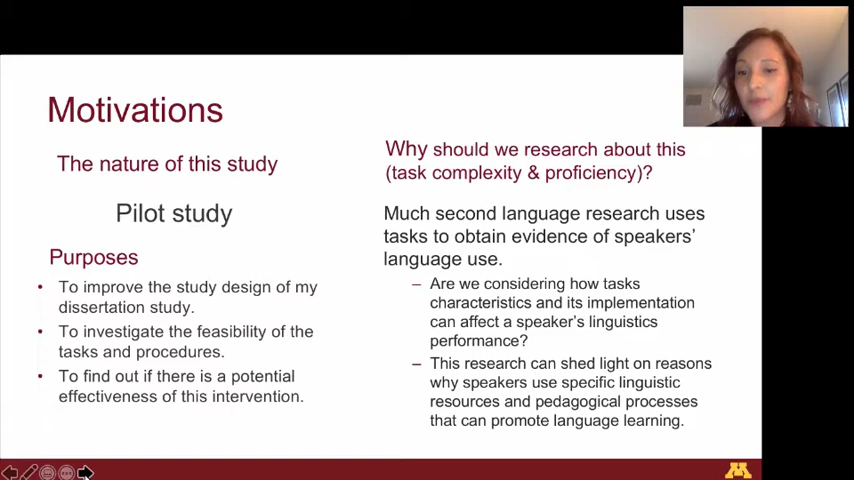 Motivations
The nature of this study
Pilot study
Purposes
• To improve the study design of my
dissertation study.
• To investigate the feasibility of the
tasks and procedures.
• To find out if there is a potential
effectiveness of this intervention.
Why should we research about this
(task complexity & proficiency)?
Much second language research uses
tasks to obtain evidence of speakers'
language use.
– Are we considering how tasks
characteristics and its implementation
can affect a speaker's linguistics
performance?
– This research can shed light on reasons
why speakers use specific linguistic
resources and pedagogical processes
that can promote language learning.
M